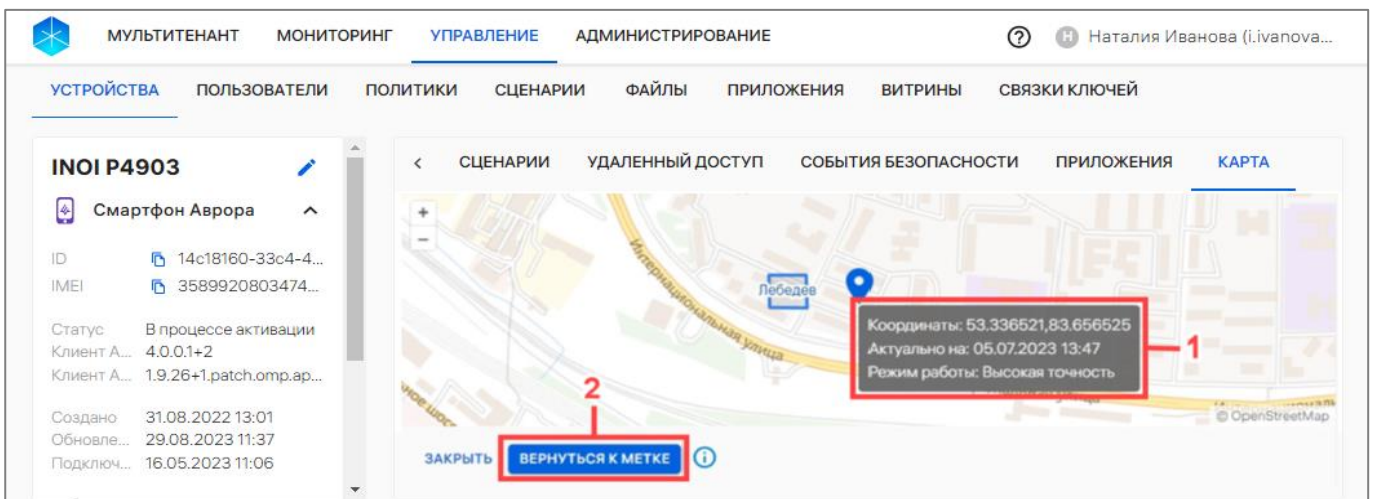 МУЛЬТИТЕНАНТ МОНИТОРИНГ УПРАВЛЕНИЕ АДМИНИСТРИРОВАНИЕ ? Н Наталия Иванова (i.ivanova...
УСТРОЙСТВА ПОЛЬЗОВАТЕЛИ ПОЛИТИКИ СЦЕНАРИИ ФАЙЛЫ ПРИЛОЖЕНИЯ ВИТРИНЫ СВЯЗКИ КЛЮЧЕЙ
INOI P4903
Смартфон Аврора
ID 14c18160-33c4-4...
IMEI 3589920803474...
Статус В процессе активации
Клиент А... 4.0.0.1+2
Клиент А... 1.9.26+1.patch.omp.ap...
Создано 31.08.2022 13:01
Обновле... 29.08.2023 11:37
Подключ... 16.05.2023 11:06
< СЦЕНАРИИ УДАЛЕННЫЙ ДОСТУП СОБЫТИЯ БЕЗОПАСНОСТИ ПРИЛОЖЕНИЯ КАРТА
+
−
Интернациональная улица
Лебедев
Координаты: 53.336521,83.656525
Актуально на: 05.07.2023 13:47
Режим работы: Высокая точность
1
2
© OpenStreetMap
ЗАКРЫТЬ ВЕРНУТЬСЯ К МЕТКЕ i